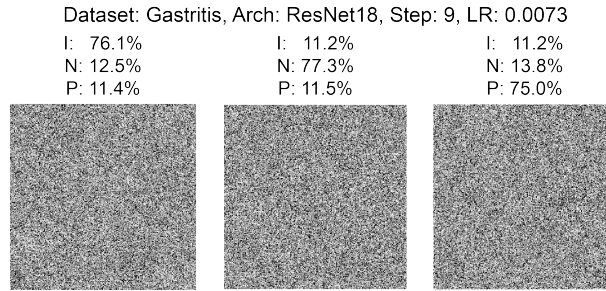 Dataset: Gastritis, Arch: ResNet18, Step: 9, LR: 0.0073
I: 76.1%
N: 12.5%
P: 11.4%
I: 11.2%
N: 77.3%
P: 11.5%
I: 11.2%
N: 13.8%
P: 75.0%